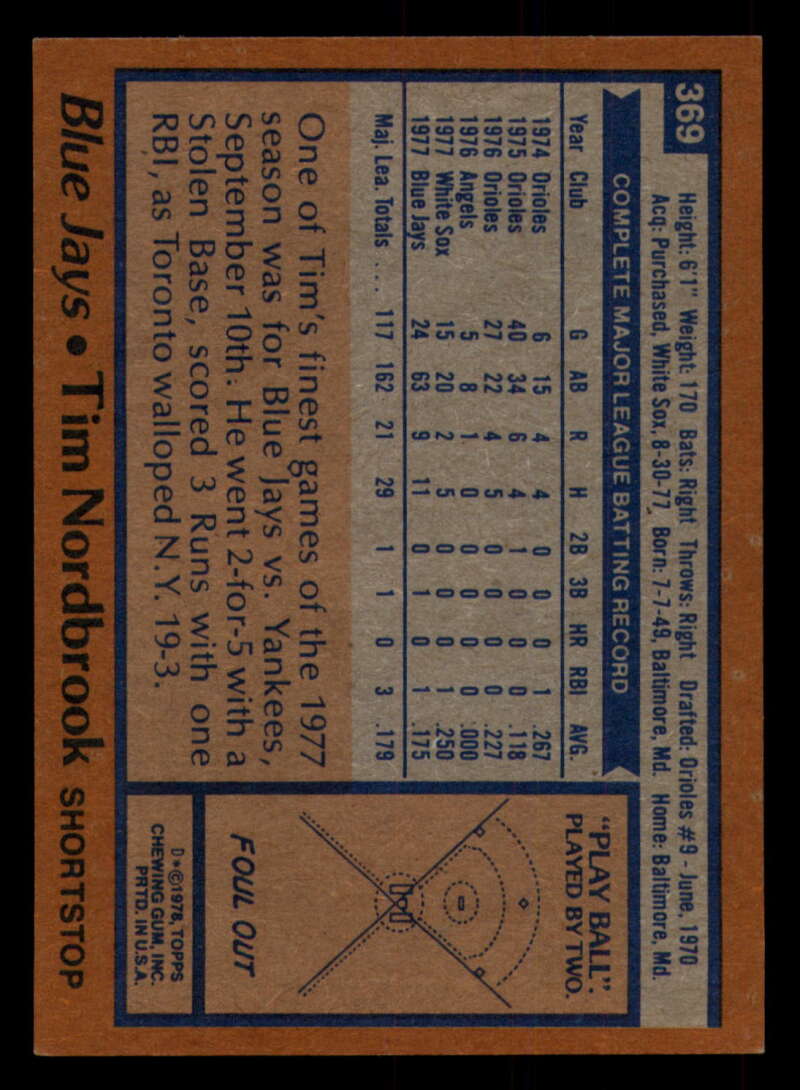 369
Height: 6'1" Weight: 170 Bats: Right Throws: Right Drafted: Orioles #9 - June, 1970
Acq: Purchased, White Sox, 8-30-77 Born: 7-7-49, Baltimore, Md. Home: Baltimore, Md.
COMPLETE MAJOR LEAGUE BATTING RECORD
Year Club G AB R H 2B 3B HR RBI AVG.
1974 Orioles 6 15 4 4 0 0 0 1 .267
1975 Orioles 40 34 6 4 1 0 0 0 .118
1976 Orioles 27 22 4 5 0 0 0 0 .227
1976 Angels 5 8 1 0 0 0 0 0 .000
1977 White Sox 15 20 2 5 0 0 0 1 .250
1977 Blue Jays 24 63 9 11 0 1 0 1 .175
Maj. Lea. Totals .... 117 162 21 29 1 1 0 3 .179
One of Tim's finest games of the 1977
season was for Blue Jays vs. Yankees,
September 10th. He went 2-for-5 with a
Stolen Base, scored 3 Runs with one
RBI, as Toronto walloped N.Y. 19-3.
"PLAY BALL":
PLAYED BY TWO.
FOUL OUT
D*©1978, TOPPS
CHEWING GUM, INC.
PRTD. IN U.S.A.
Blue Jays • Tim Nordbrook SHORTSTOP